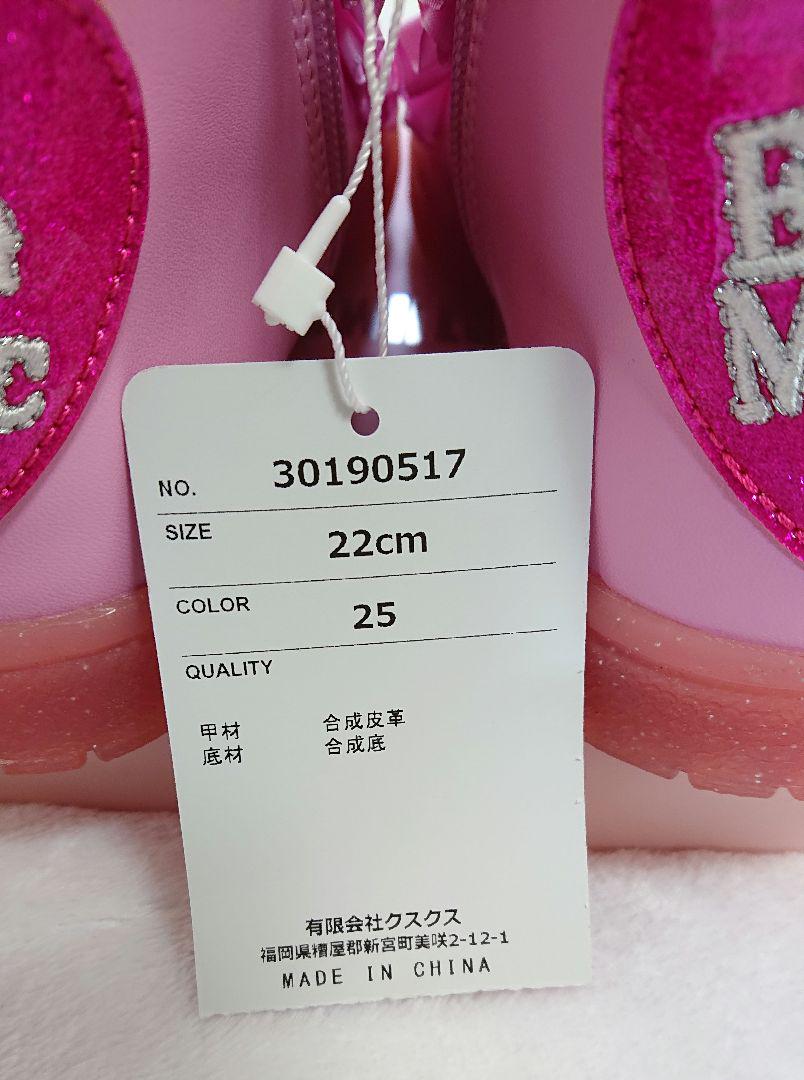 NO. 30190517
SIZE 22cm
COLOR 25
QUALITY
甲材 合成皮革
底材 合成底
有限会社クスクス
福岡県糟屋郡新宮町美咲2-12-1
MADE IN CHINA